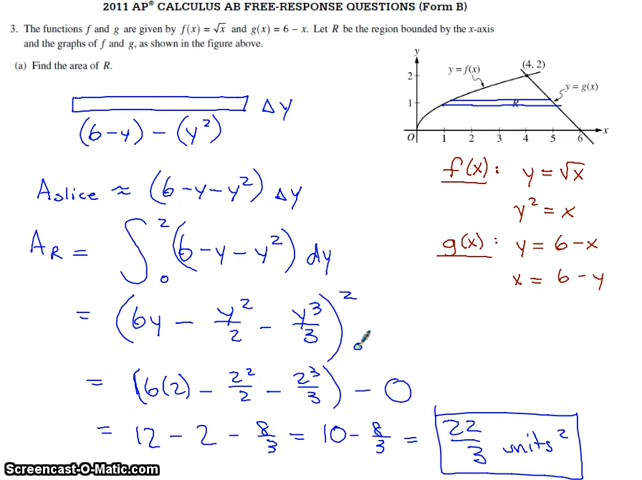 2011 AP® CALCULUS AB FREE-RESPONSE QUESTIONS (Form B)
3. The functions f and g are given by f(x) = √x and g(x) = 6 − x. Let R be the region bounded by the x-axis
and the graphs of f and g, as shown in the figure above.
(a) Find the area of R.
y
(4, 2)
y = f(x)
2
y = g(x)
1
R
O 1 2 3 4 5 6 x
Δy
(6−y) − (y²)
f(x): y = √x
y² = x
g(x): y = 6−x
x = 6−y
Aslice ≈ (6−y−y²) Δy
A_R = ∫₀² (6−y−y²) dy
= (6y − y²/2 − y³/3)²₀
= (6(2) − 2²/2 − 2³/3) − 0
= 12 − 2 − 8/3 = 10 − 8/3 = 22/3 units²
Screencast-O-Matic.com